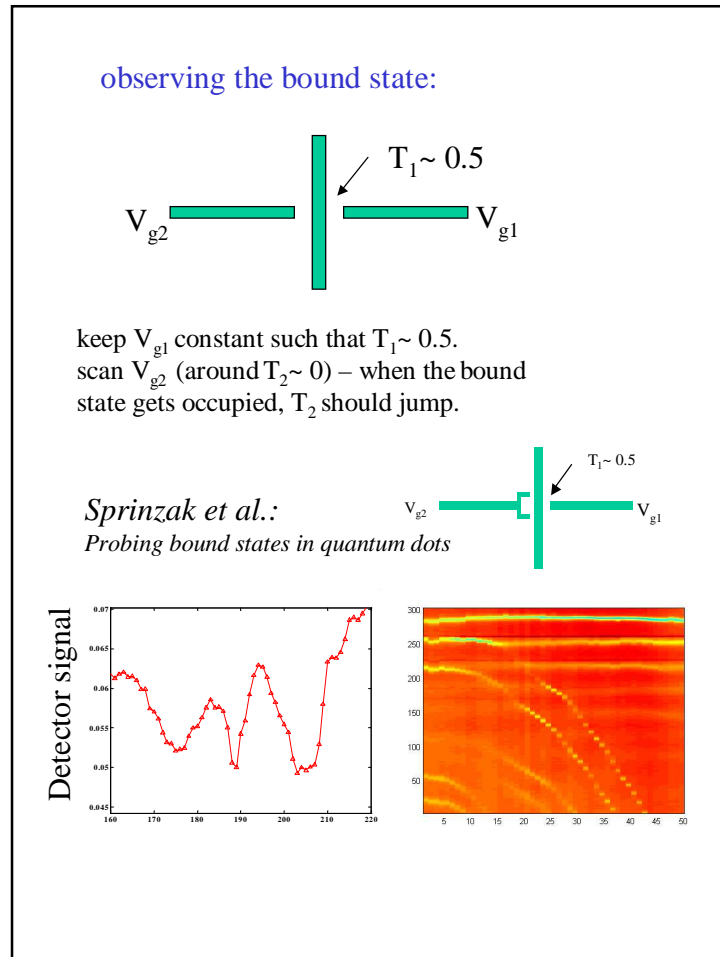 observing the bound state:
T1~ 0.5
Vg2
Vg1
keep Vg1 constant such that T1~ 0.5.
scan Vg2 (around T2~ 0) – when the bound
state gets occupied, T2 should jump.
T1~ 0.5
Vg2
Vg1
Sprinzak et al.:
Probing bound states in quantum dots
Detector signal
0.07
0.065
0.06
0.055
0.05
0.045
160 170 180 190 200 210 220
300
250
200
150
100
50
5 10 15 20 25 30 35 40 45 50